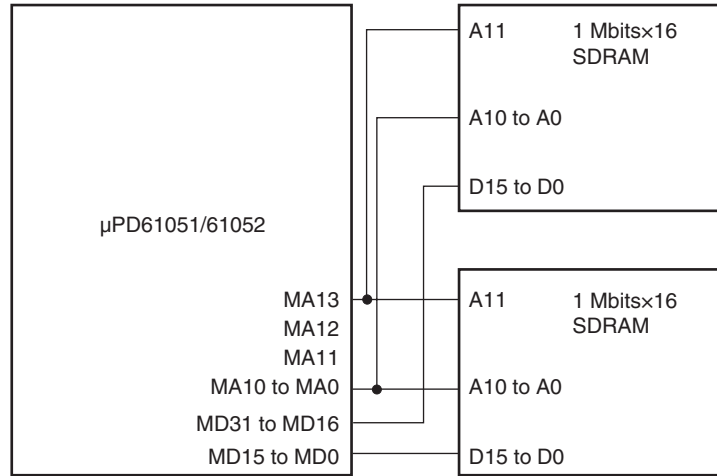 µPD61051/61052
MA13
MA12
MA11
MA10 to MA0
MD31 to MD16
MD15 to MD0
A11
1 Mbits×16
SDRAM
A10 to A0
D15 to D0
A11
1 Mbits×16
SDRAM
A10 to A0
D15 to D0